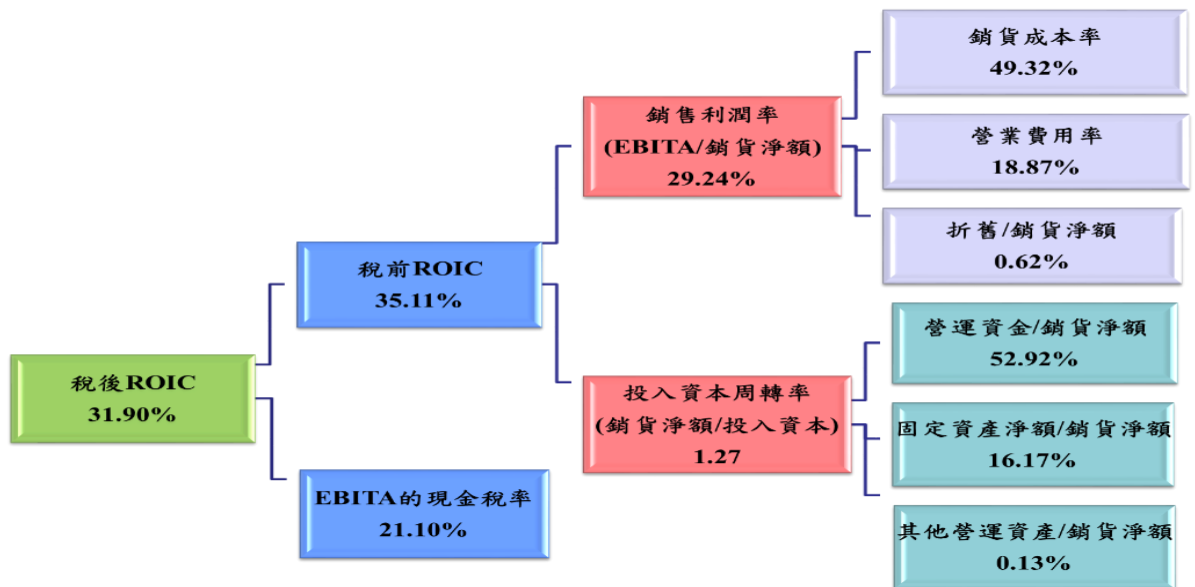 銷貨成本率
49.32%
銷售利潤率
(EBITA/銷貨淨額)
29.24%
營業費用率
18.87%
折舊/銷貨淨額
0.62%
稅前ROIC
35.11%
營運資金/銷貨淨額
52.92%
稅後ROIC
31.90%
投入資本周轉率
(銷貨淨額/投入資本)
1.27
固定資產淨額/銷貨淨額
16.17%
EBITA的現金稅率
21.10%
其他營運資產/銷貨淨額
0.13%